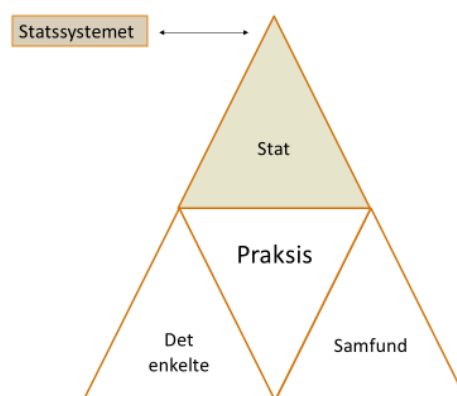 Statssystemet
Stat
Praksis
Det
enkelte
Samfund